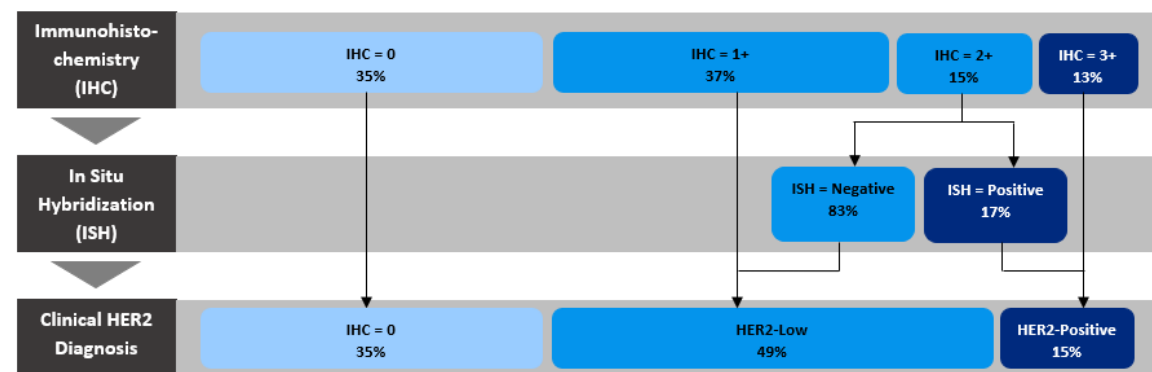 Immunohisto-
chemistry
(IHC)
IHC = 0
35%
IHC = 1+
37%
IHC = 2+
15%
IHC = 3+
13%
In Situ
Hybridization
(ISH)
ISH = Negative
83%
ISH = Positive
17%
Clinical HER2
Diagnosis
IHC = 0
35%
HER2-Low
49%
HER2-Positive
15%